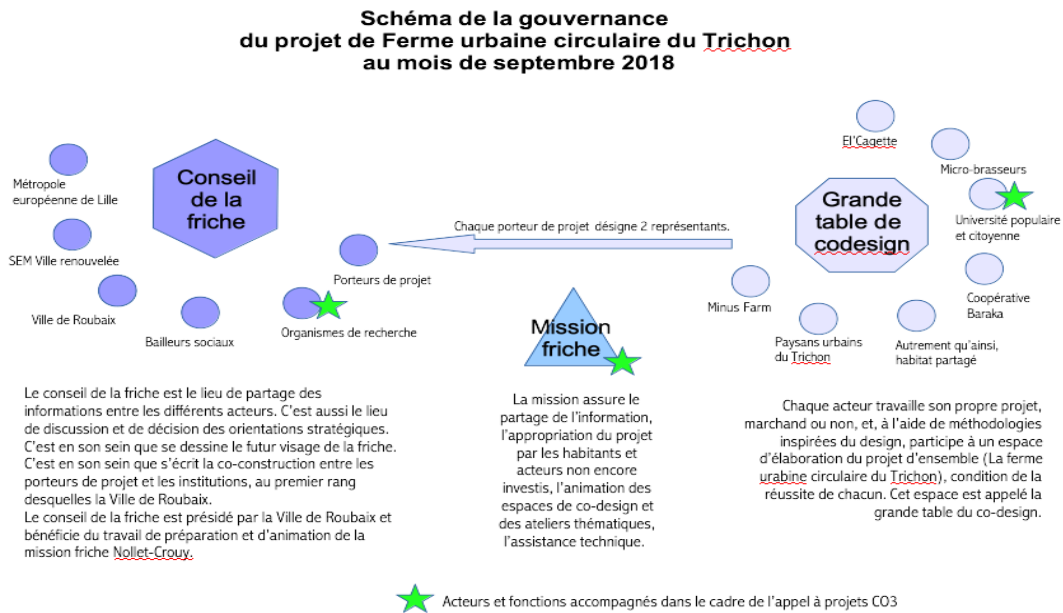 Schéma de la gouvernance
du projet de Ferme urbaine circulaire du Trichon
au mois de septembre 2018
Conseil
de la
friche
Métropole
européenne de Lille
SEM Ville renouvelée
Ville de Roubaix
Bailleurs sociaux
Organismes de recherche
Porteurs de projet
Chaque porteur de projet désigne 2 représentants.
Grande
table de
codesign
El'Cagette
Micro-brasseurs
Université populaire
et citoyenne
Coopérative
Baraka
Autrement qu'ainsi,
habitat partagé
Paysans urbains
du Trichon
Minus Farm
Mission
friche
Le conseil de la friche est le lieu de partage des
informations entre les différents acteurs. C'est aussi le lieu
de discussion et de décision des orientations stratégiques.
C'est en son sein que se dessine le futur visage de la friche.
C'est en son sein que s'écrit la co-construction entre les
porteurs de projet et les institutions, au premier rang
desquelles la Ville de Roubaix.
Le conseil de la friche est présidé par la Ville de Roubaix et
bénéficie du travail de préparation et d'animation de la
mission friche Nollet-Crouy.
La mission assure le
partage de l'information,
l'appropriation du projet
par les habitants et
acteurs non encore
investis, l'animation des
espaces de co-design et
des ateliers thématiques,
l'assistance technique.
Chaque acteur travaille son propre projet,
marchand ou non, et, à l'aide de méthodologies
inspirées du design, participe à un espace
d'élaboration du projet d'ensemble (La ferme
urabine circulaire du Trichon), condition de la
réussite de chacun. Cet espace est appelé la
grande table du co-design.
Acteurs et fonctions accompagnés dans le cadre de l'appel à projets CO3